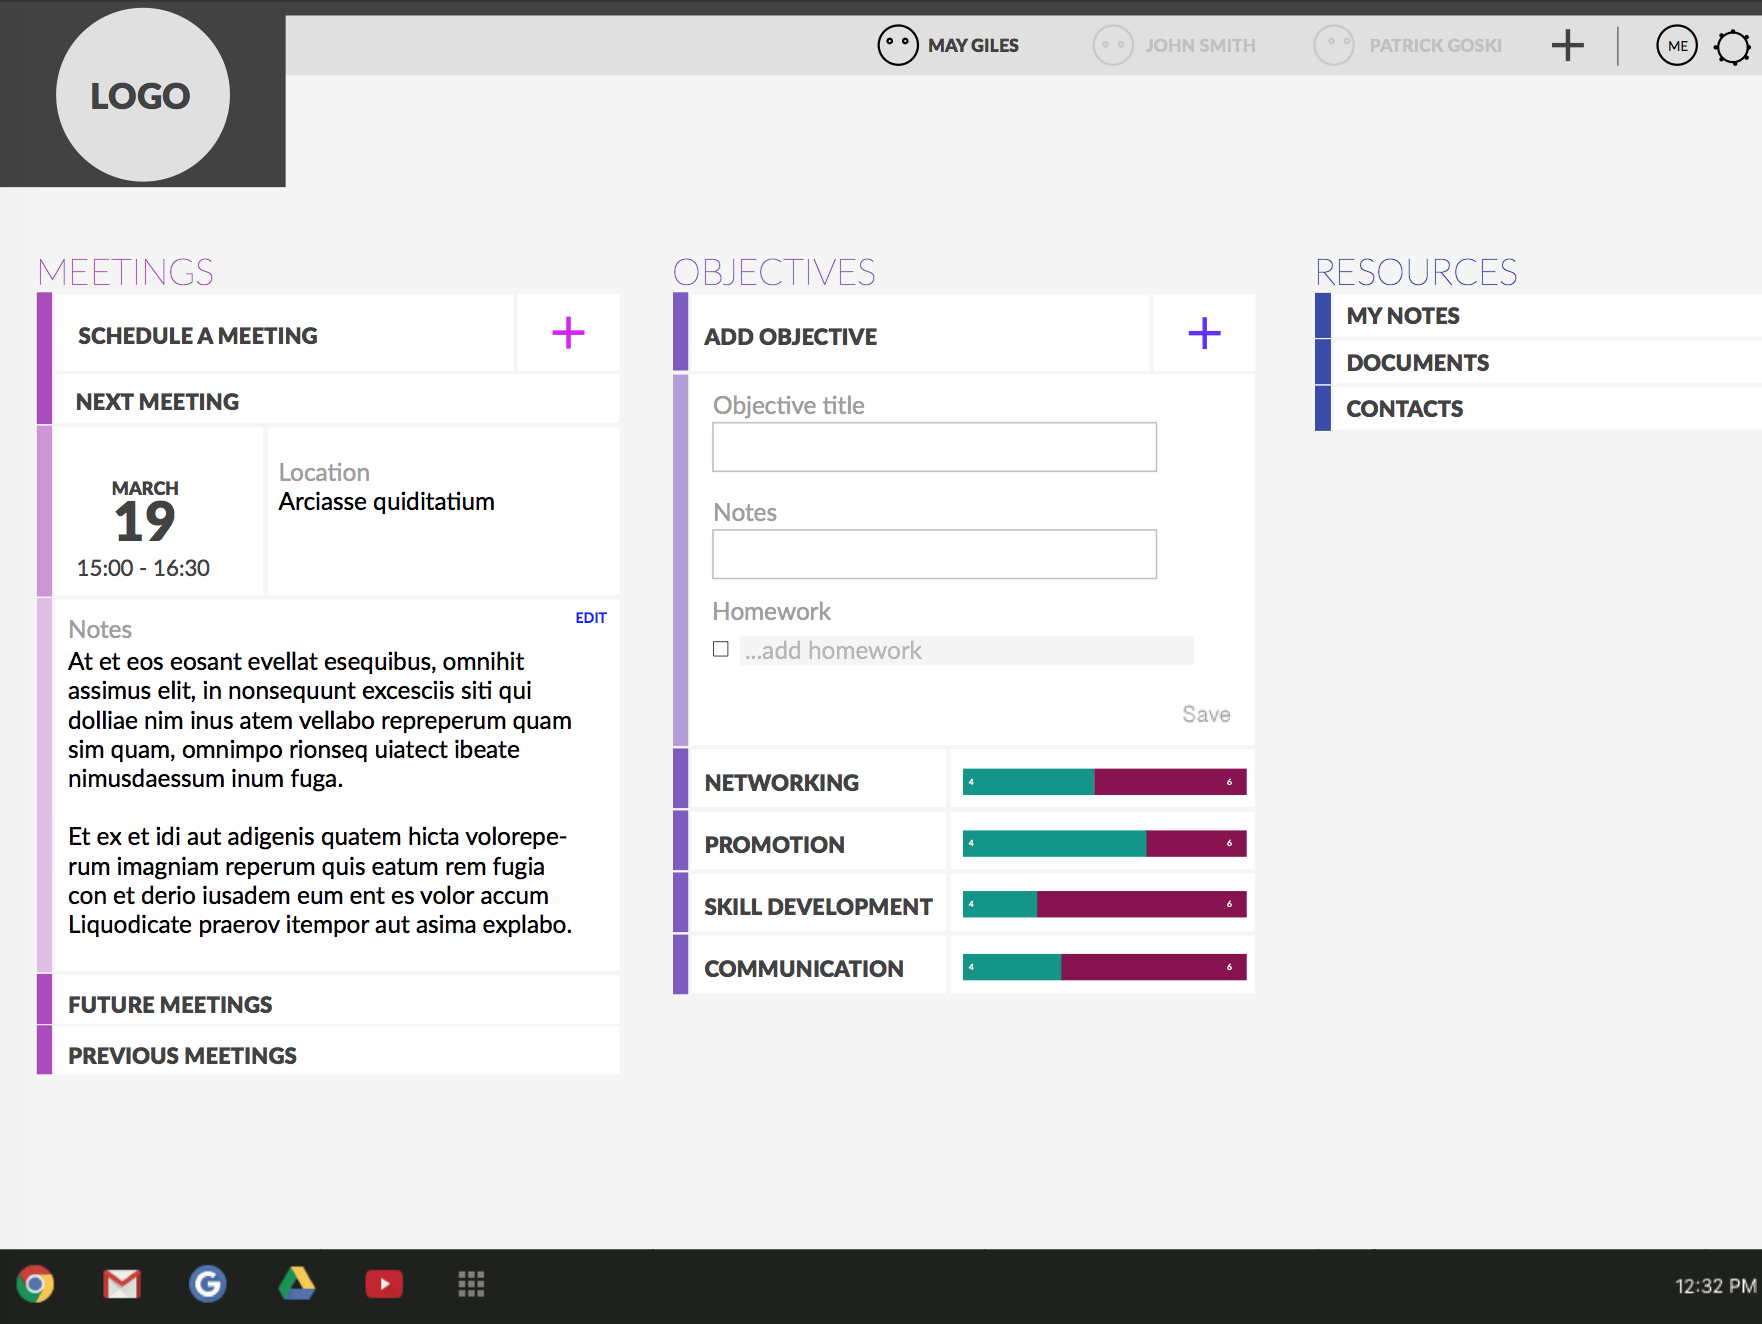 LOGO
MAY GILES
JOHN SMITH
PATRICK GOSKI
ME
MEETINGS
SCHEDULE A MEETING
NEXT MEETING
MARCH
19
15:00 - 16:30
Location
Arciasse quiditatium
EDIT
Notes
At et eos eosant evellat esequibus, omnihit
assimus elit, in nonsequunt excesciis siti qui
dolliae nim inus atem vellabo repreperum quam
sim quam, omnimpo rionseq uiatect ibeate
nimusdaessum inum fuga.
Et ex et idi aut adigenis quatem hicta volorepe-
rum imagniam reperum quis eatum rem fugia
con et derio iusadem eum ent es volor accum
Liquodicate praerov itempor aut asima explabo.
FUTURE MEETINGS
PREVIOUS MEETINGS
OBJECTIVES
ADD OBJECTIVE
Objective title
Notes
Homework
...add homework
Save
NETWORKING 4 6
PROMOTION 4 6
SKILL DEVELOPMENT 4 6
COMMUNICATION 4 6
RESOURCES
MY NOTES
DOCUMENTS
CONTACTS
12:32 PM